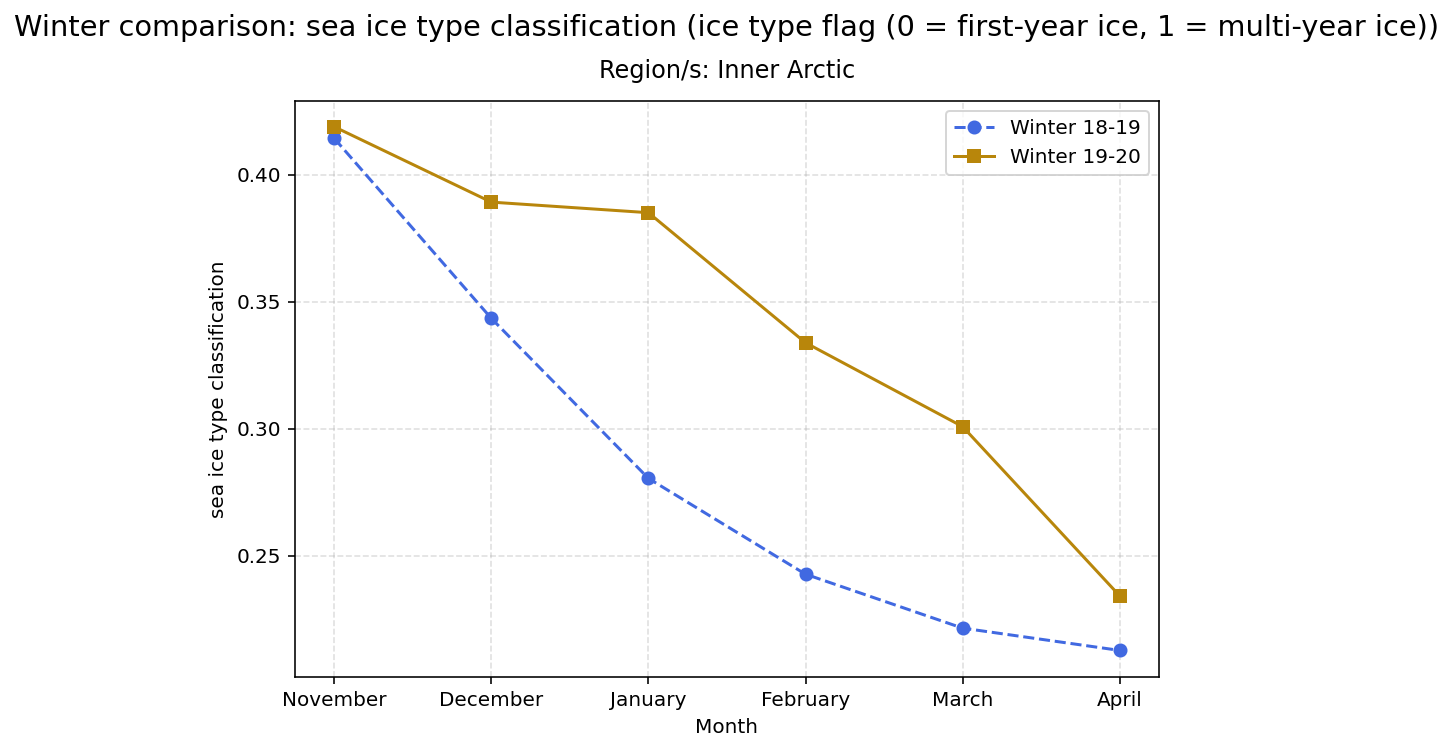 Winter comparison: sea ice type classification (ice type flag (0 = first-year ice, 1 = multi-year ice))
Region/s: Inner Arctic
Winter 18-19
Winter 19-20
sea ice type classification
0.40
0.35
0.30
0.25
November
December
January
February
March
April
Month